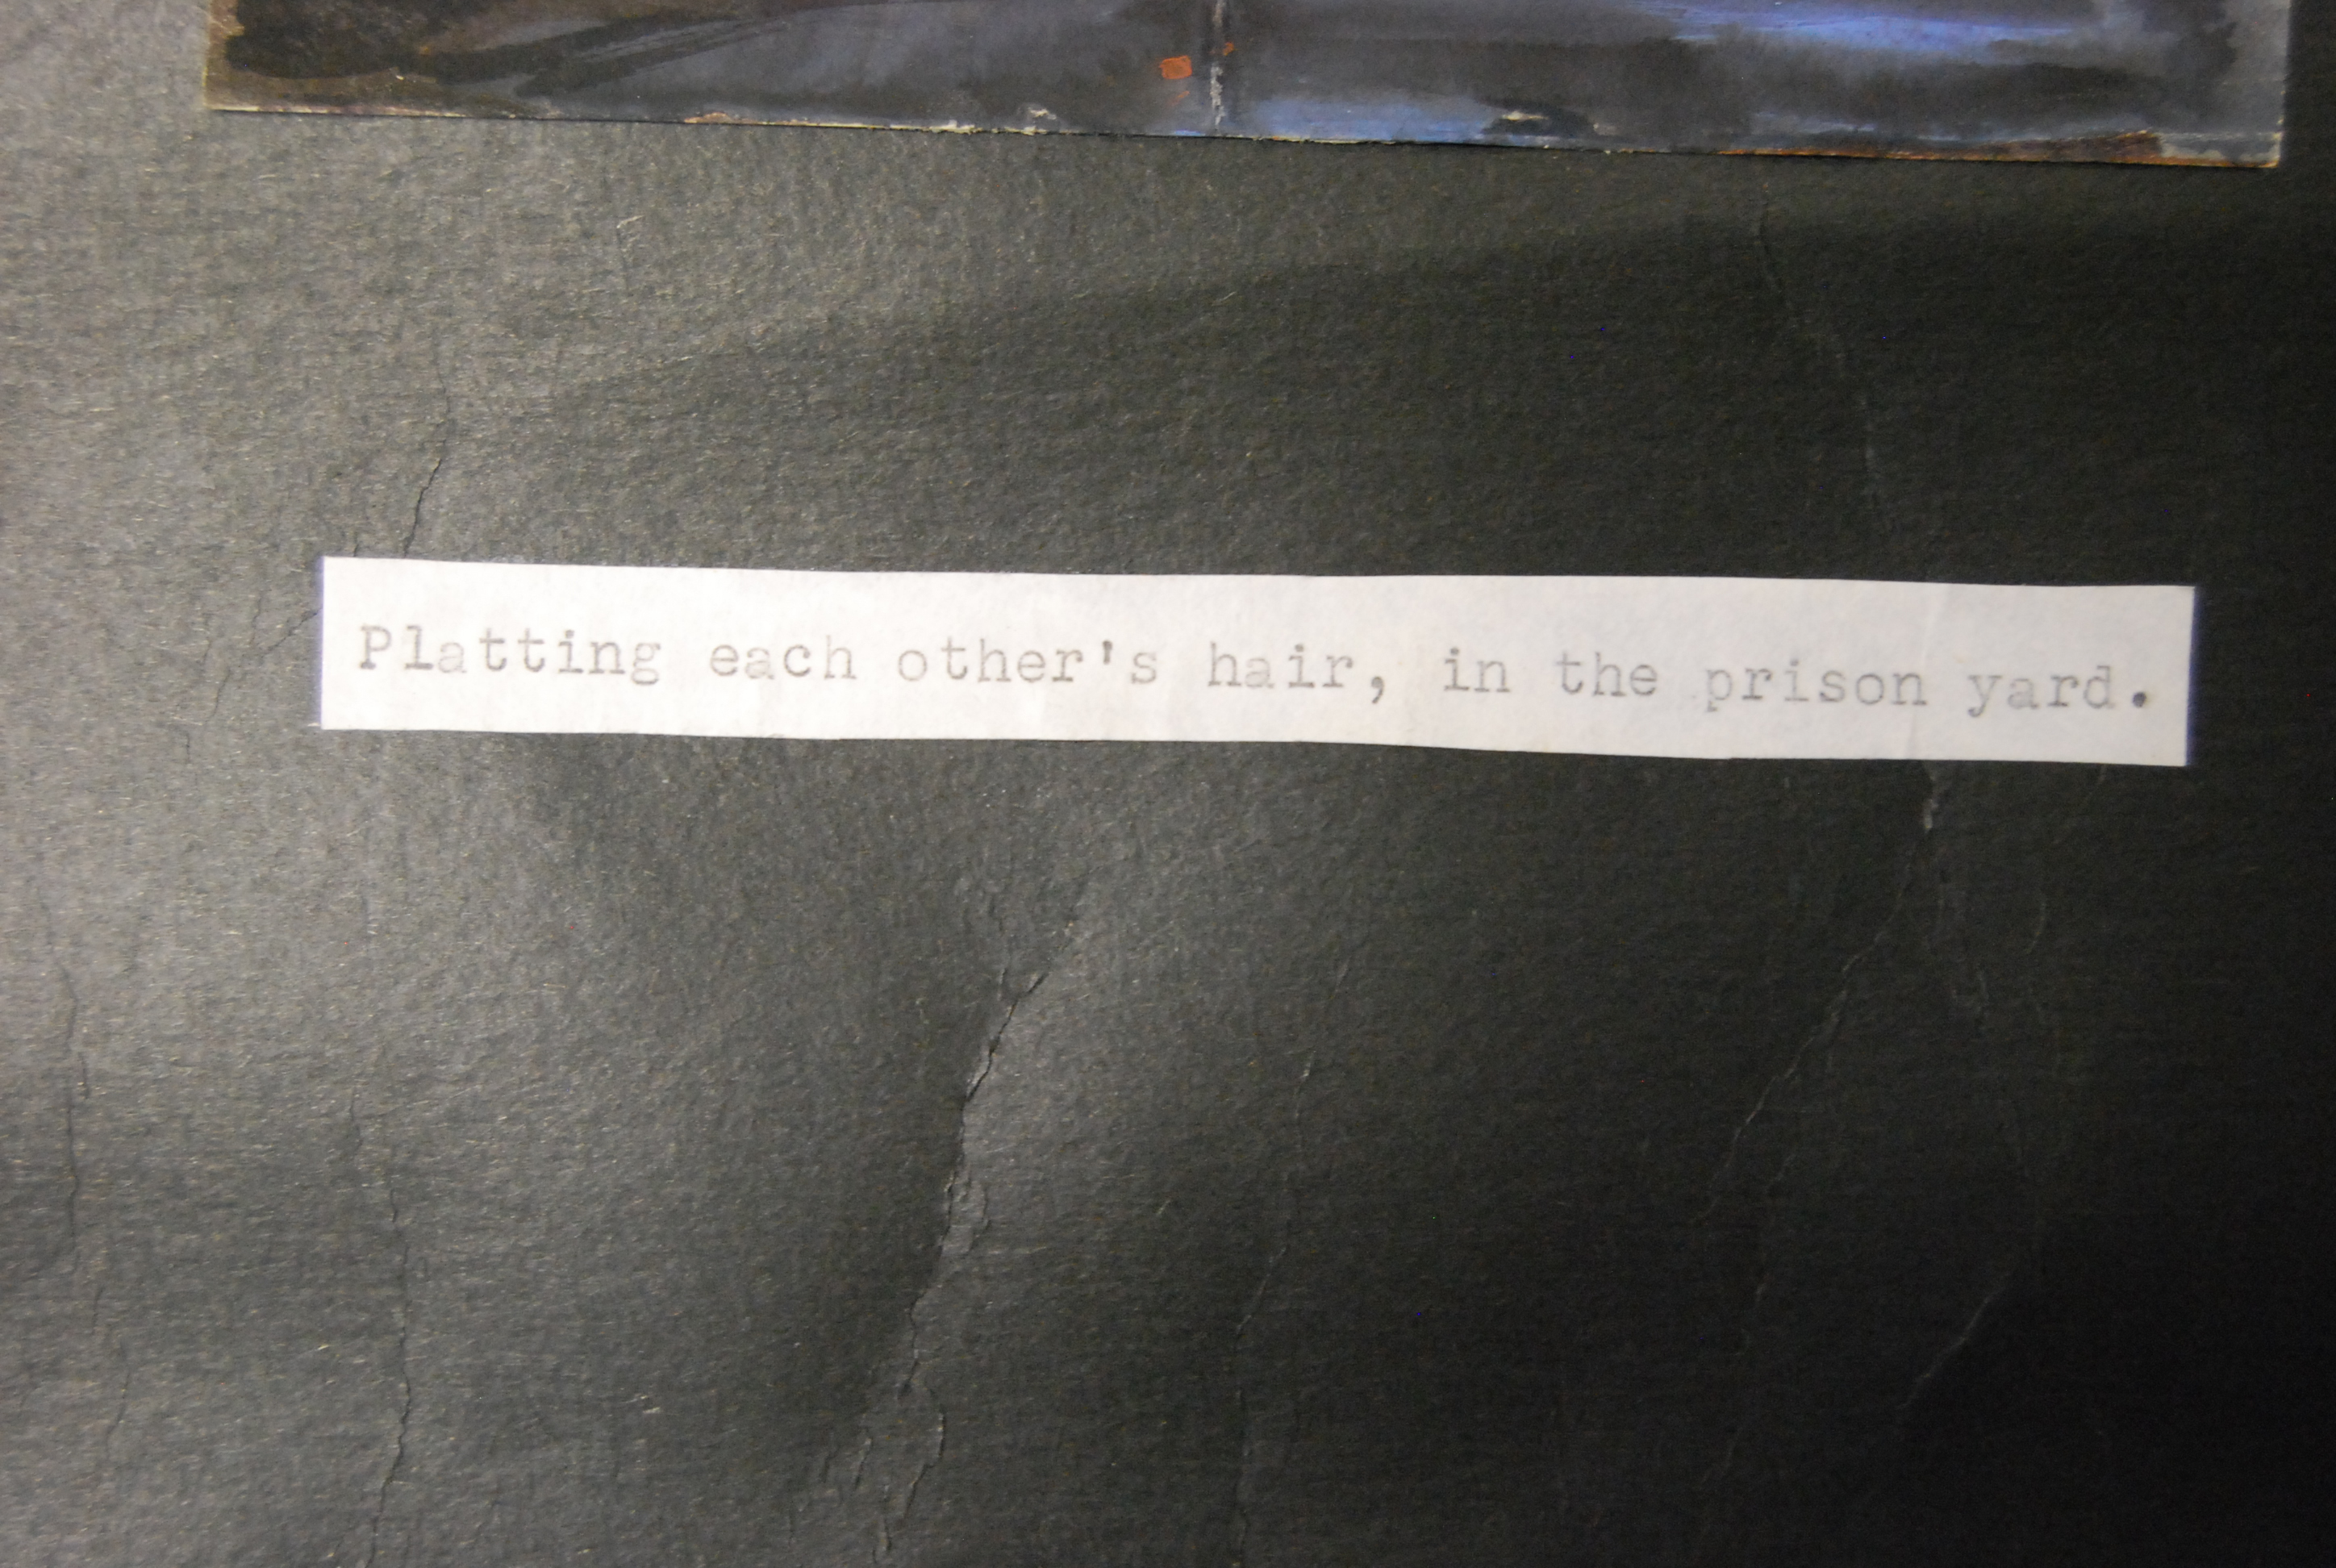 Platting each other's hair, in the prison yard.